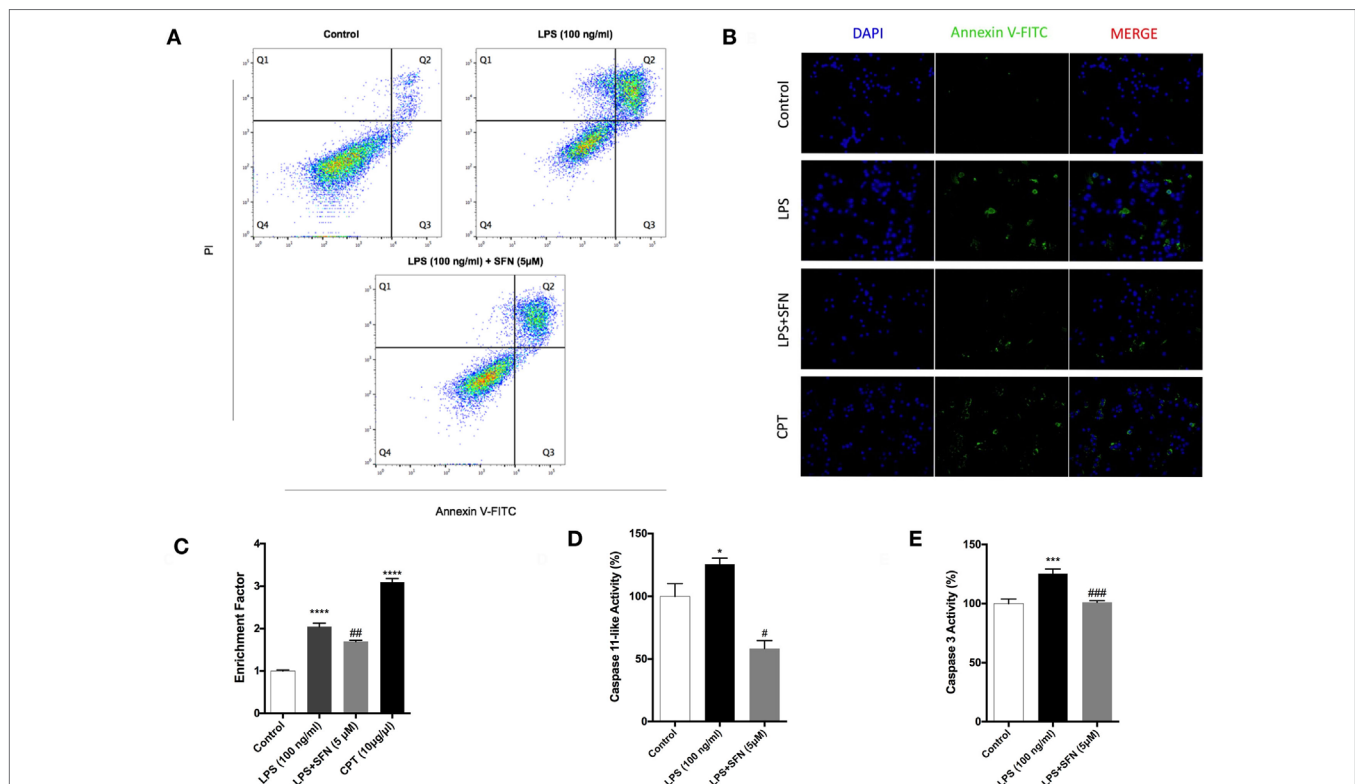 A
Control
LPS (100 ng/ml)
Q1
Q2
Q4
Q3
Q1
Q2
Q4
Q3
LPS (100 ng/ml) + SFN (5μM)
Q1
Q2
Q4
Q3
PI
Annexin V-FITC
B
DAPI
Annexin V-FITC
MERGE
Control
LPS
LPS+SFN
CPT
C
Enrichment Factor
4
3
2
1
0
****
##
****
Control
LPS (100 ng/ml)
LPS+SFN (5 μM)
CPT (10μg/μl)
D
Caspase 11-like Activity (%)
150
100
50
0
*
#
Control
LPS (100 ng/ml)
LPS+SFN (5μM)
E
Caspase 3 Activity (%)
150
100
50
0
***
###
Control
LPS (100 ng/ml)
LPS+SFN (5μM)